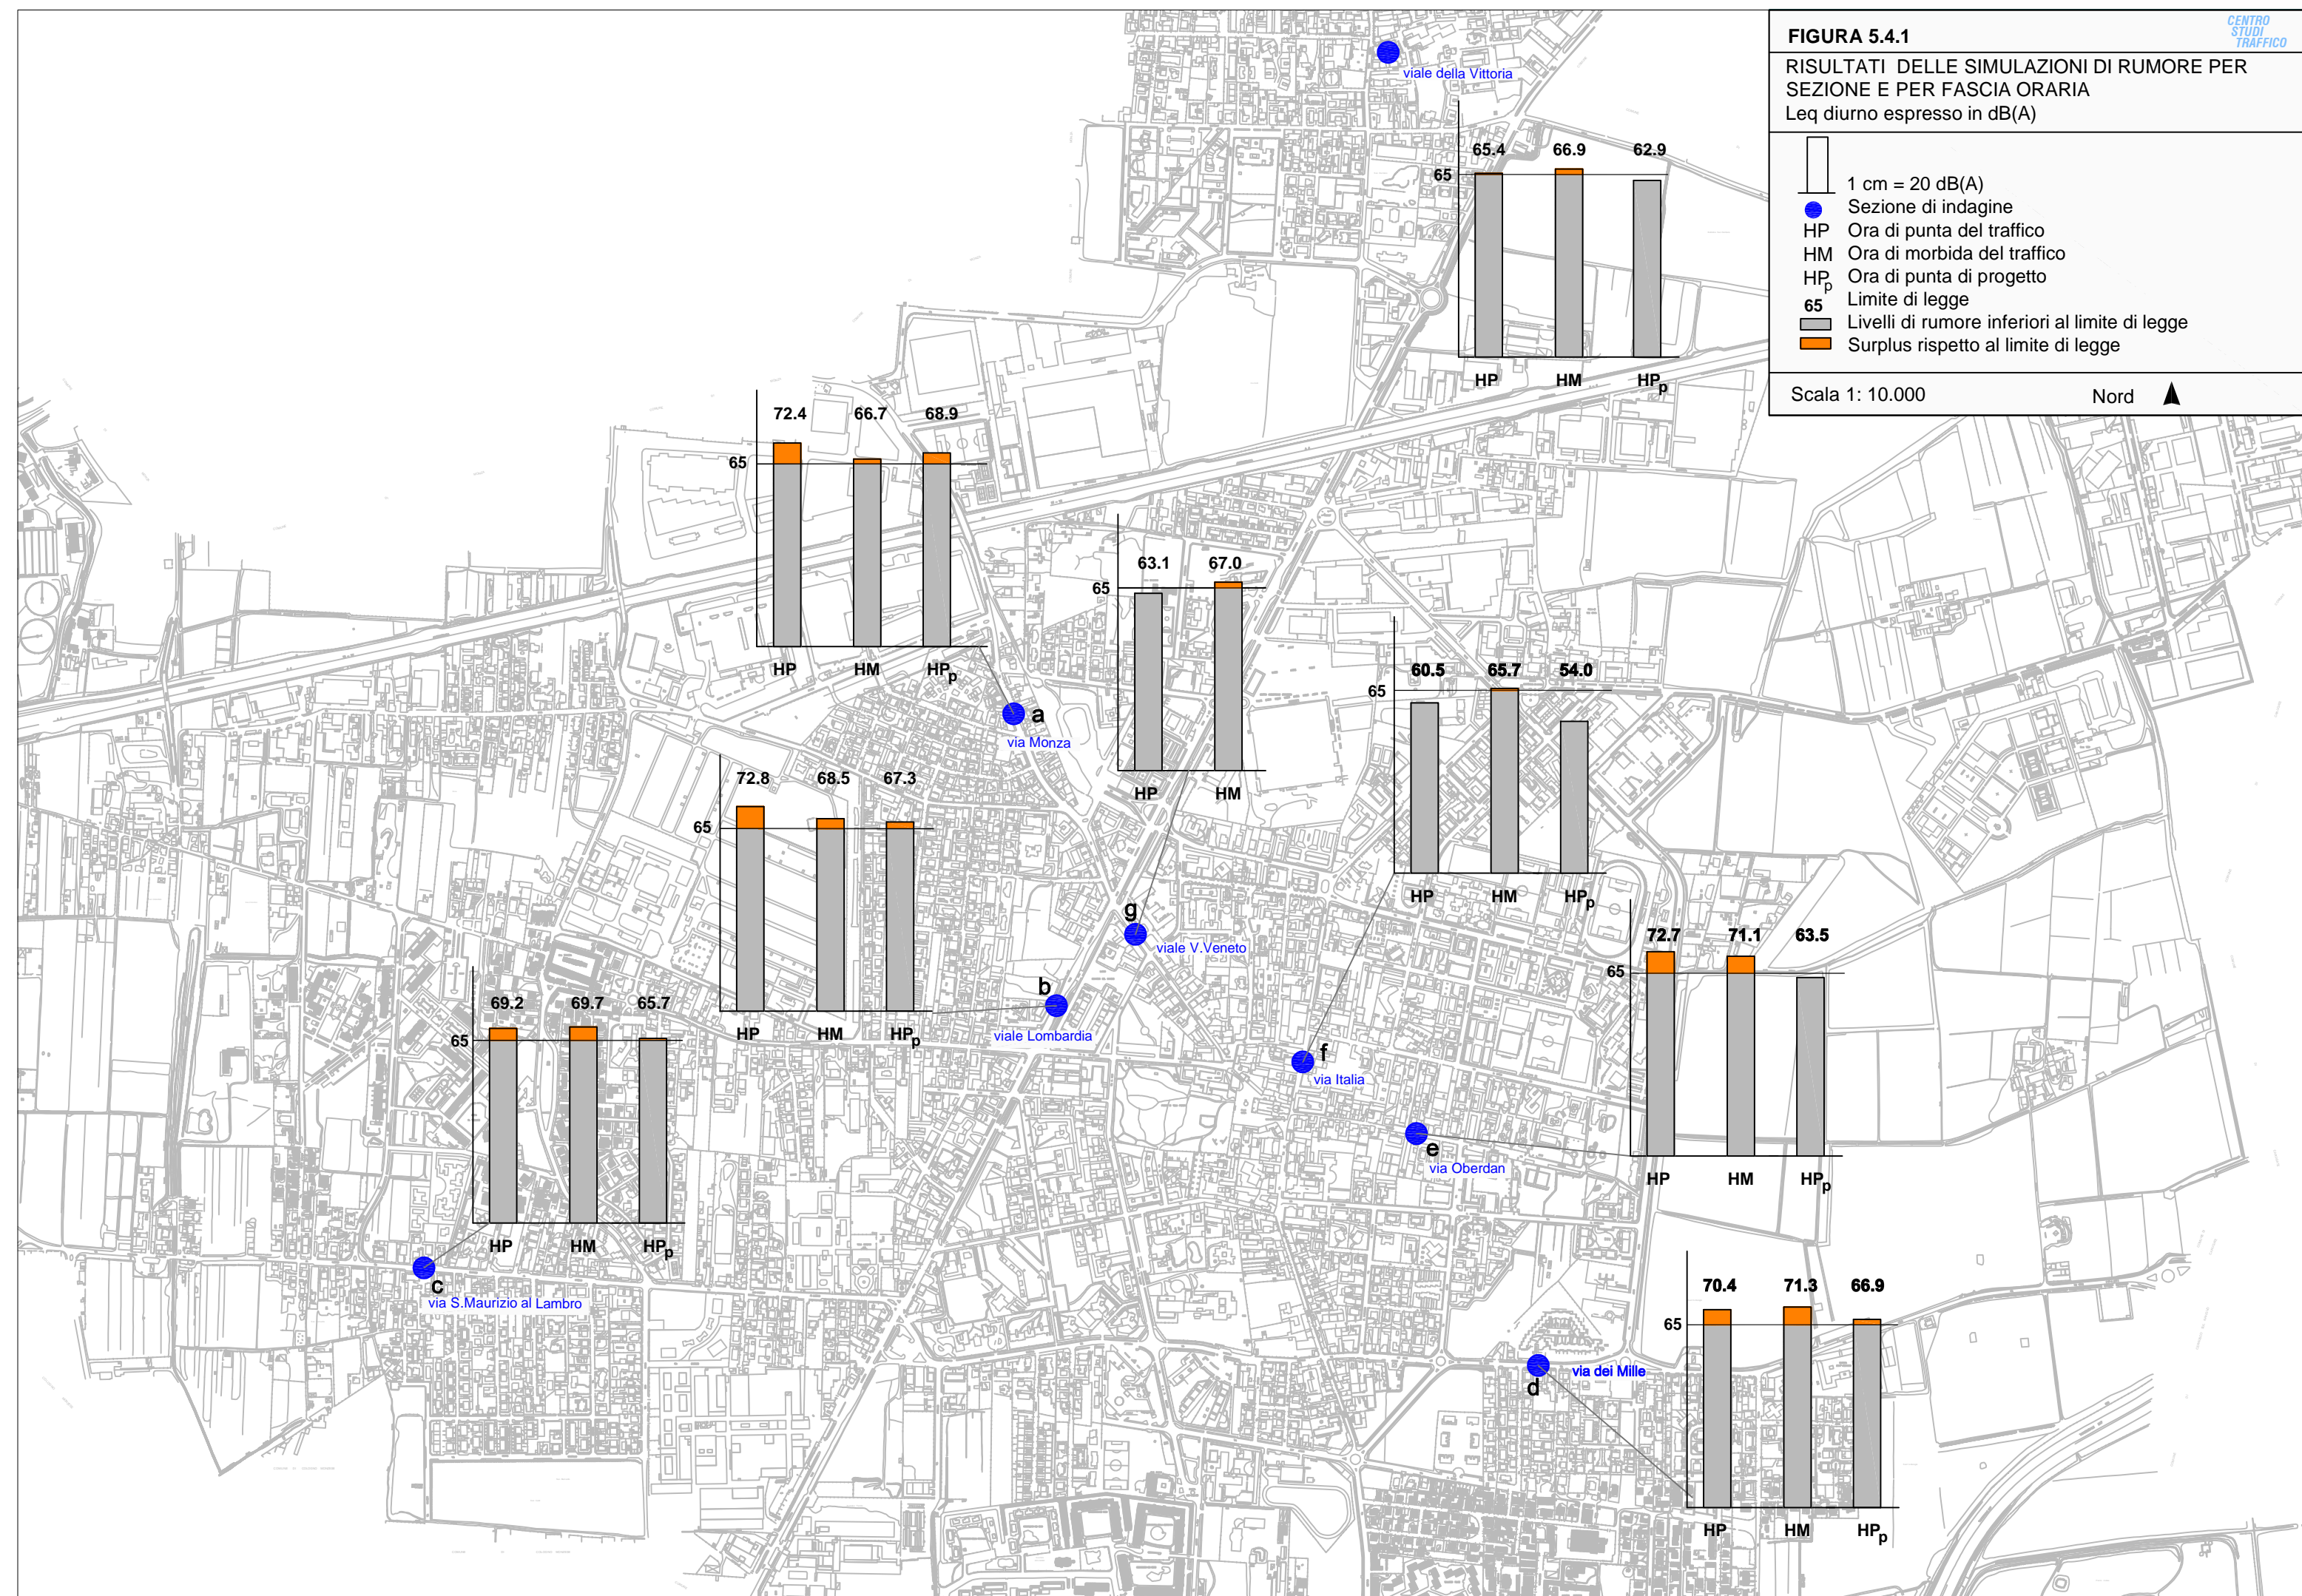 FIGURA 5.4.1
CENTRO
STUDI
TRAFFICO
RISULTATI DELLE SIMULAZIONI DI RUMORE PER
SEZIONE E PER FASCIA ORARIA
Leq diurno espresso in dB(A)
1 cm = 20 dB(A)
Sezione di indagine
HP Ora di punta del traffico
HM Ora di morbida del traffico
HPp Ora di punta di progetto
65 Limite di legge
Livelli di rumore inferiori al limite di legge
Surplus rispetto al limite di legge
Scala 1: 10.000 Nord
viale della Vittoria
65.4 66.9 62.9
65
HP HM HPp
72.4 66.7 68.9
65
HP HM HPp
a
via Monza
63.1 67.0
65
HP HM
60.5 65.7 54.0
65
HP HM HPp
72.8 68.5 67.3
65
HP HM HPp
g
viale V.Veneto
b
viale Lombardia
72.7 71.1 63.5
65
HP HM HPp
69.2 69.7 65.7
65
HP HM HPp
f
via Italia
e
via Oberdan
c
via S.Maurizio al Lambro
70.4 71.3 66.9
65
HP HM HPp
d
via dei Mille